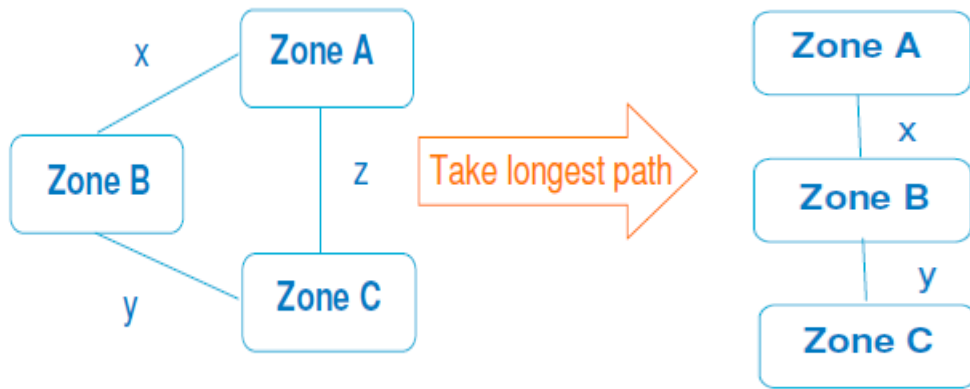 Zone A
x
Zone B
z
y
Zone C
Take longest path
Zone A
x
Zone B
y
Zone C